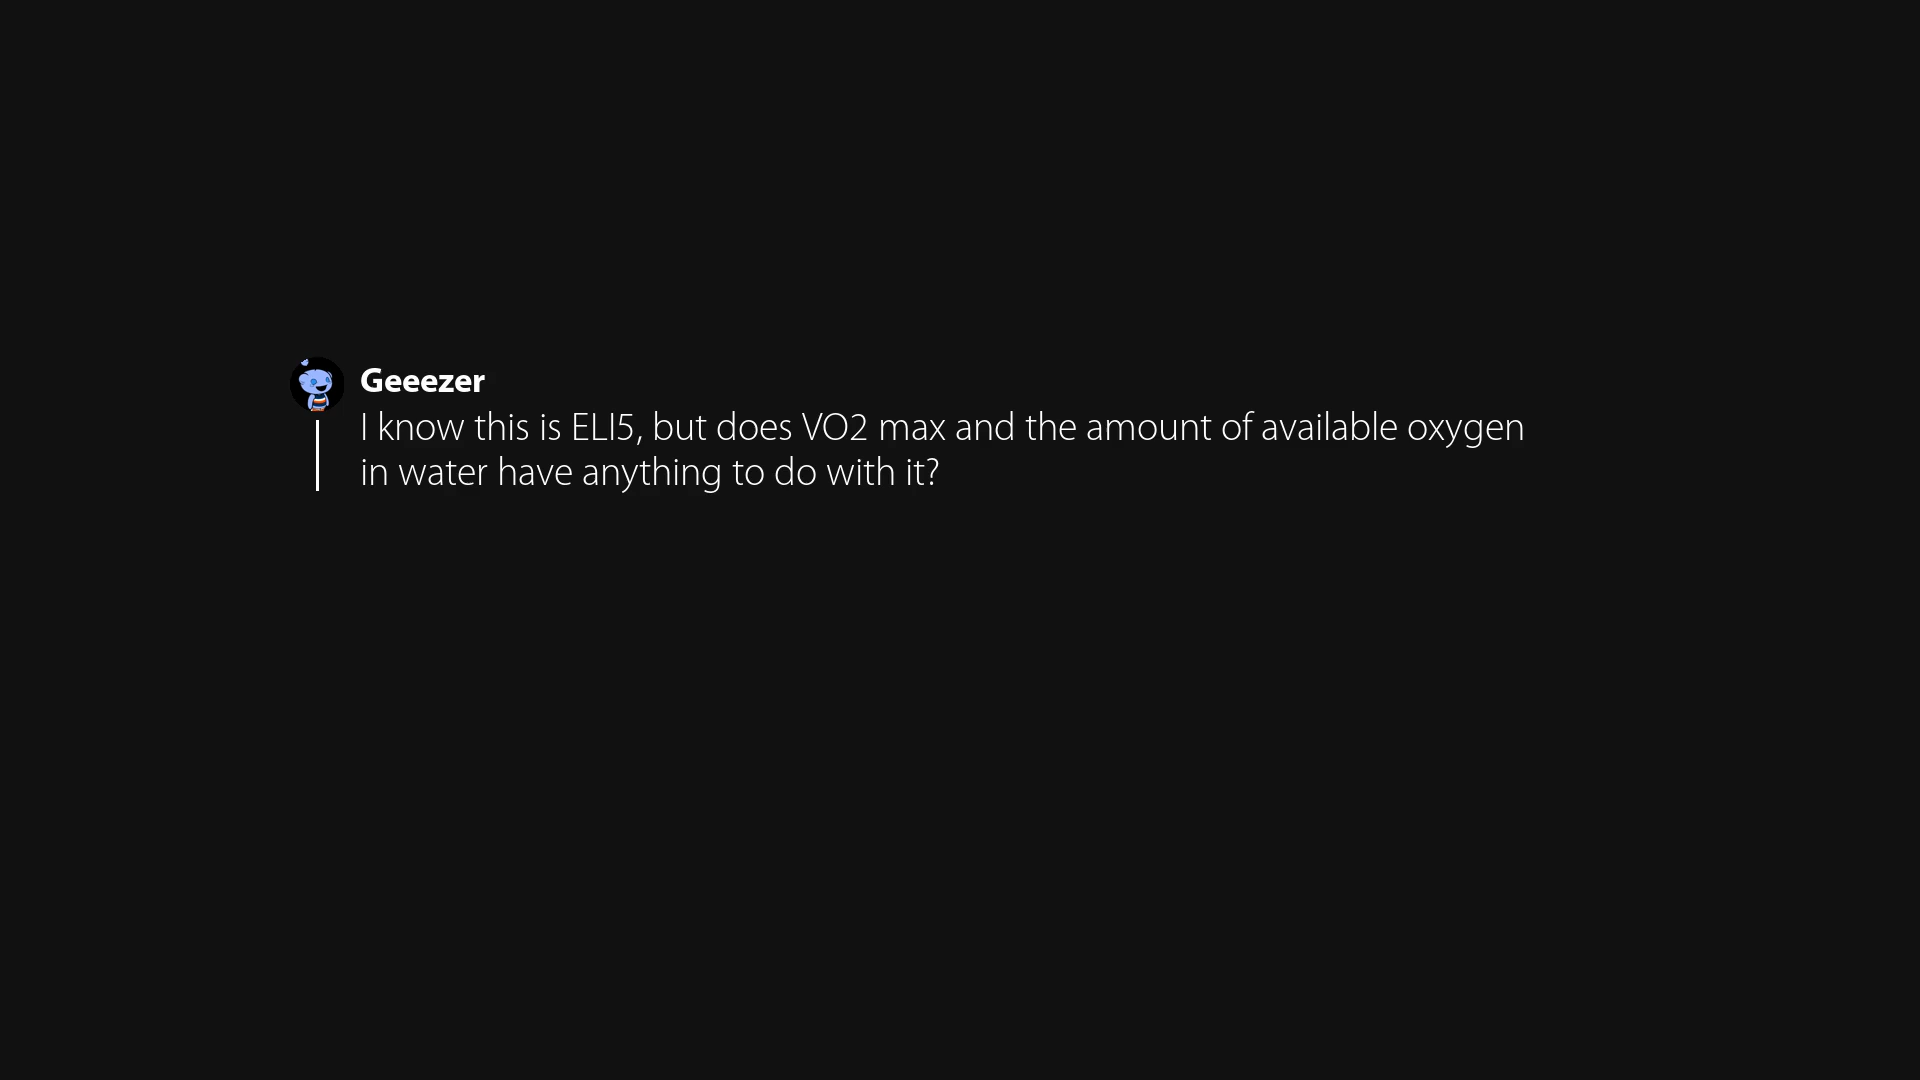 Geeezer
I know this is ELI5, but does VO2 max and the amount of available oxygen
in water have anything to do with it?